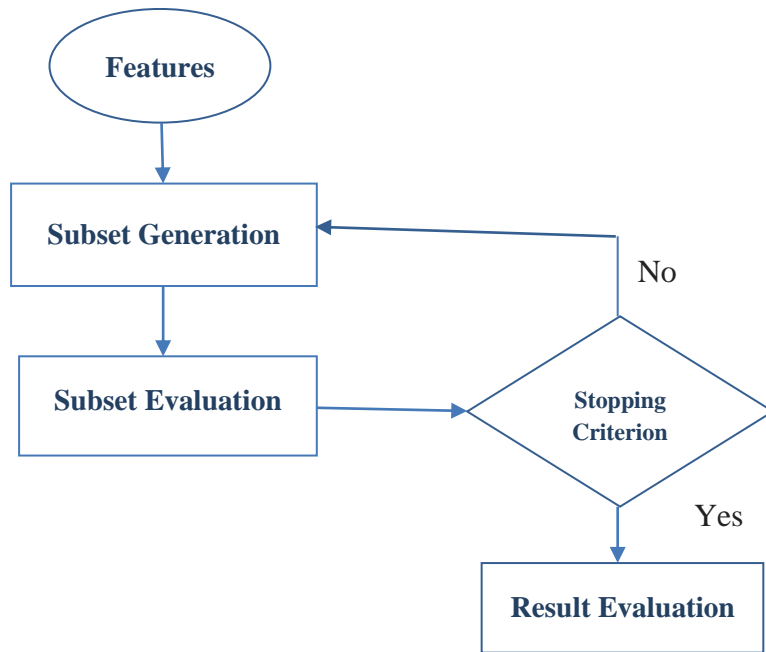 Features
Subset Generation
No
Subset Evaluation
Stopping
Criterion
Yes
Result Evaluation